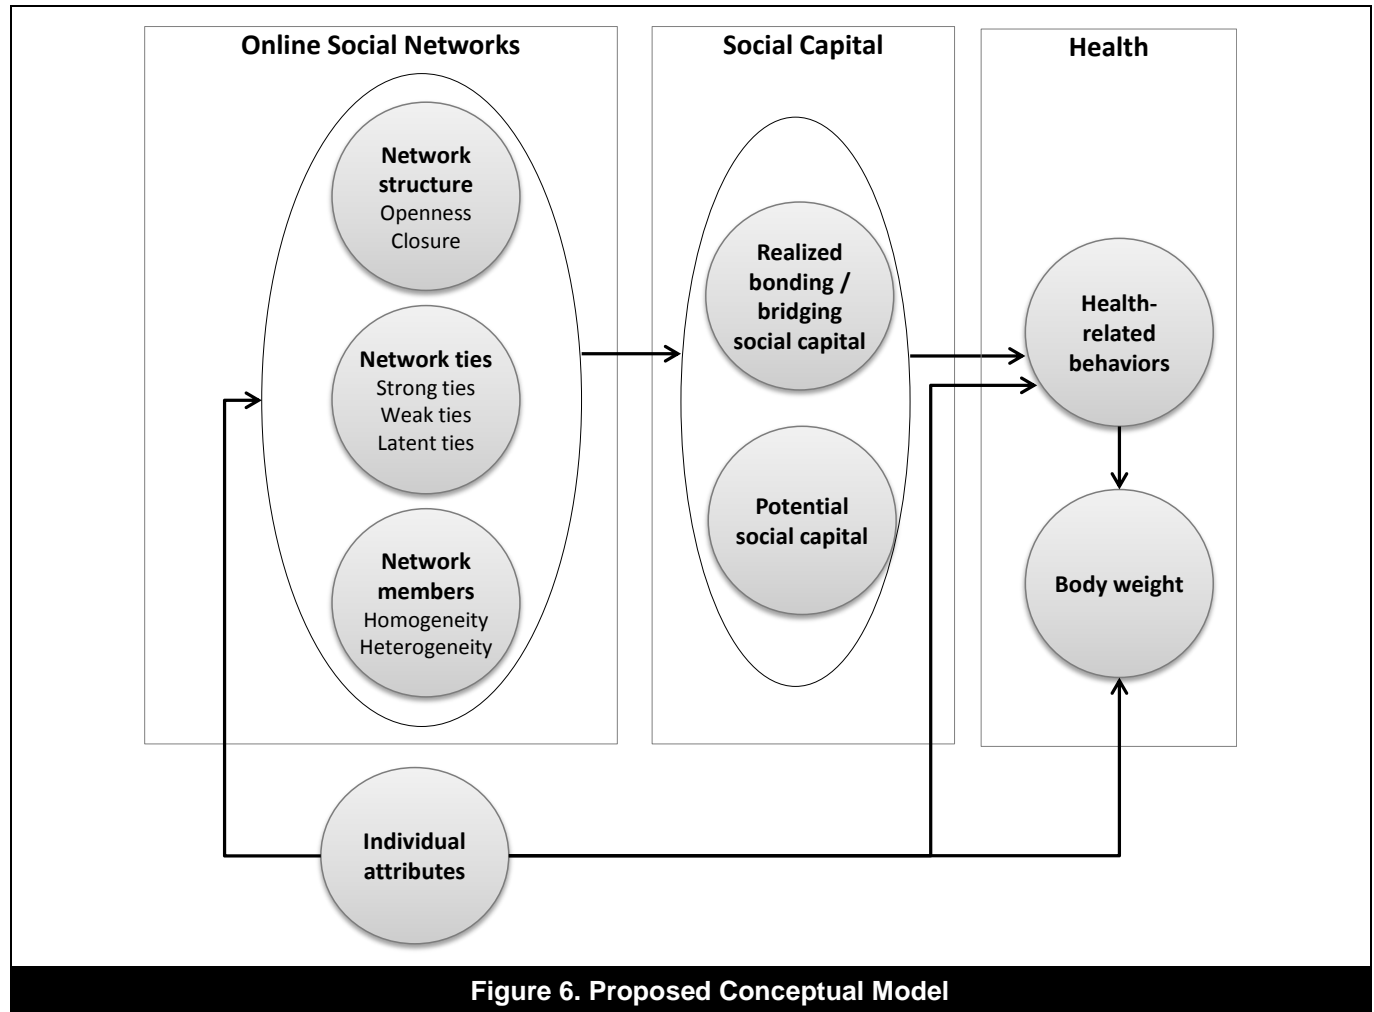 Online Social Networks
Network
structure
Openness
Closure
Network ties
Strong ties
Weak ties
Latent ties
Network
members
Homogeneity
Heterogeneity
Social Capital
Realized
bonding /
bridging
social capital
Potential
social capital
Health
Health-
related
behaviors
Body weight
Individual
attributes
Figure 6. Proposed Conceptual Model